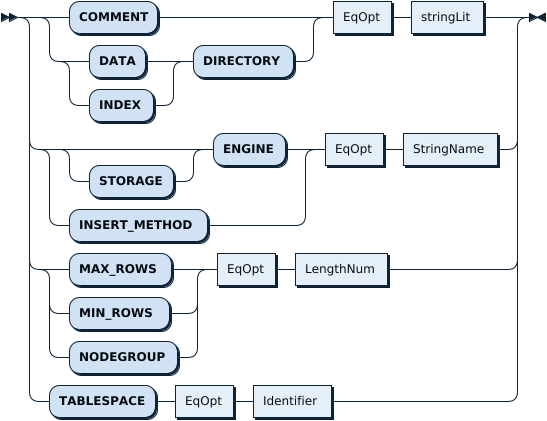 COMMENT EqOpt stringLit
DATA DIRECTORY
INDEX
ENGINE EqOpt StringName
STORAGE
INSERT_METHOD
MAX_ROWS EqOpt LengthNum
MIN_ROWS
NODEGROUP
TABLESPACE EqOpt Identifier